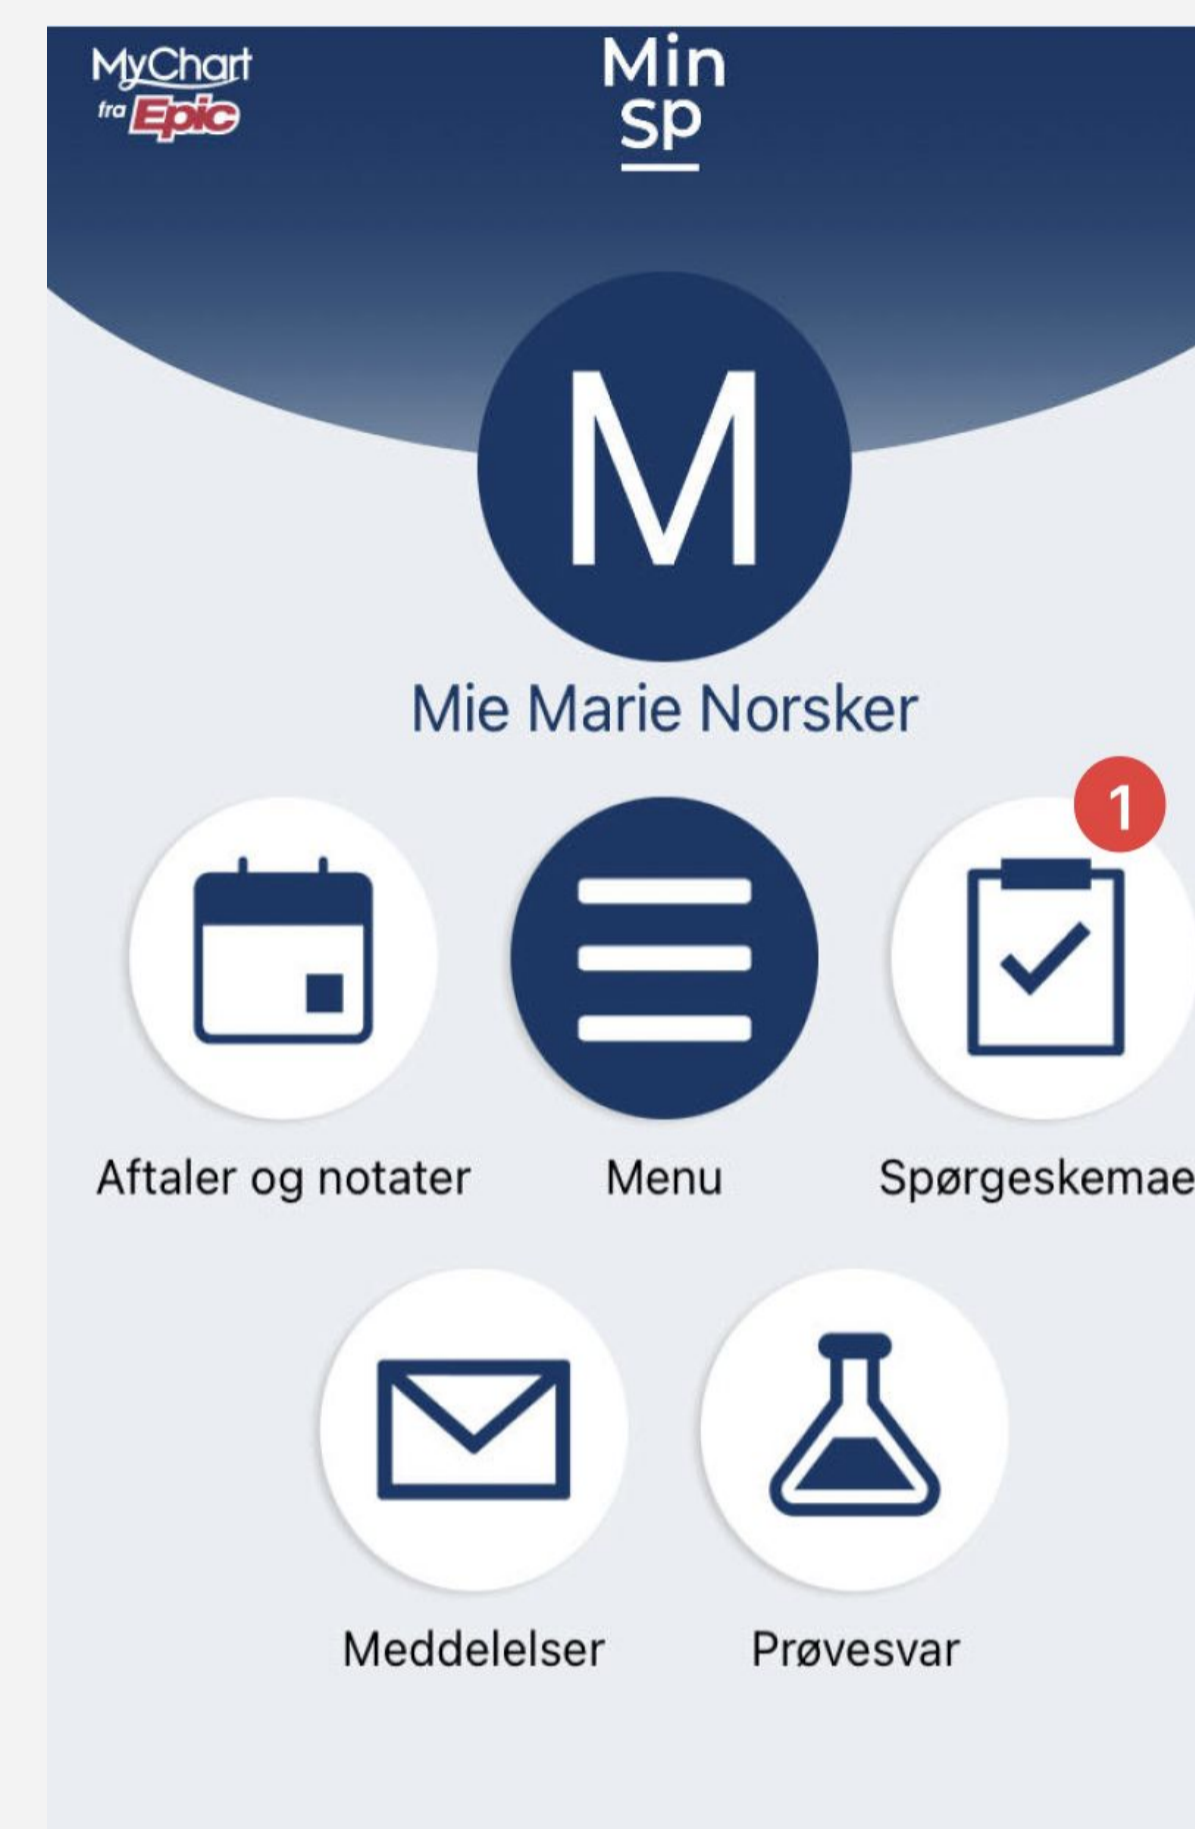 MyChart
fra Epic
Min
sp
M
Mie Marie Norsker
1
Aftaler og notater
Menu
Spørgeskemae
Meddelelser
Prøvesvar